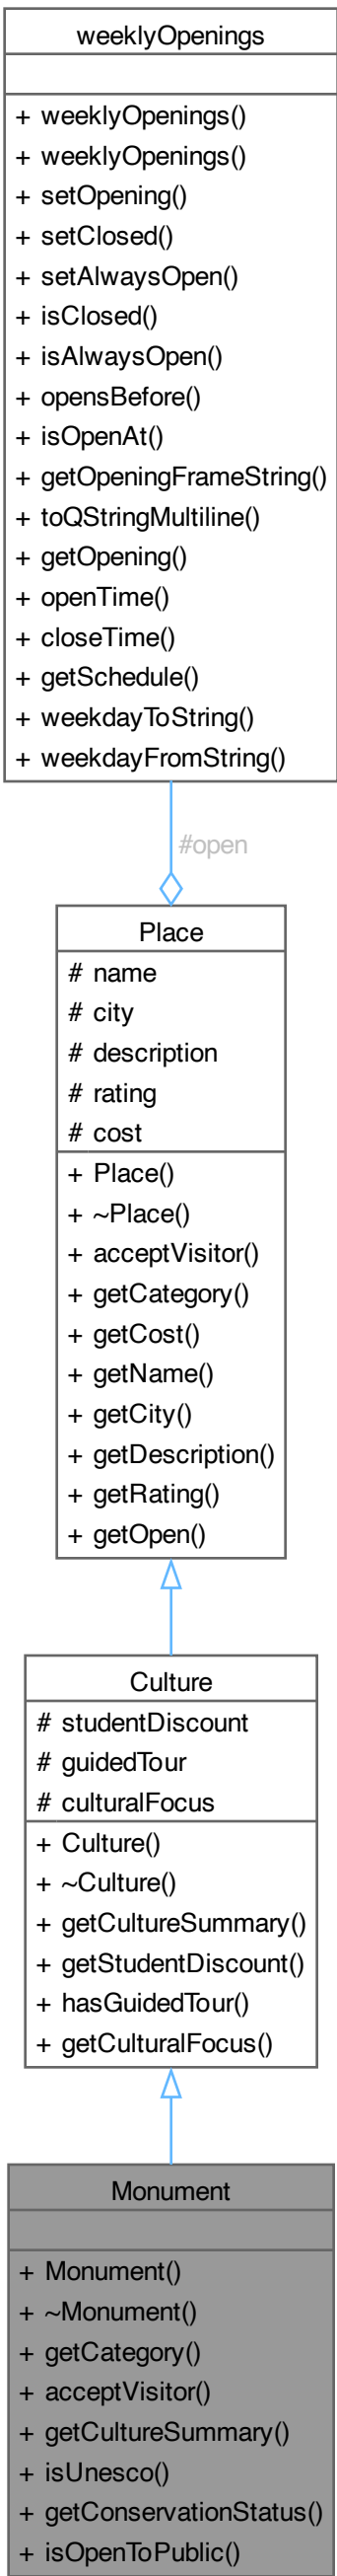 weeklyOpenings
+ weeklyOpenings()
+ weeklyOpenings()
+ setOpening()
+ setClosed()
+ setAlwaysOpen()
+ isClosed()
+ isAlwaysOpen()
+ opensBefore()
+ isOpenAt()
+ getOpeningFrameString()
+ toQStringMultiline()
+ getOpening()
+ openTime()
+ closeTime()
+ getSchedule()
+ weekdayToString()
+ weekdayFromString()
#open
Place
# name
# city
# description
# rating
# cost
+ Place()
+ ~Place()
+ acceptVisitor()
+ getCategory()
+ getCost()
+ getName()
+ getCity()
+ getDescription()
+ getRating()
+ getOpen()
Culture
# studentDiscount
# guidedTour
# culturalFocus
+ Culture()
+ ~Culture()
+ getCultureSummary()
+ getStudentDiscount()
+ hasGuidedTour()
+ getCulturalFocus()
Monument
+ Monument()
+ ~Monument()
+ getCategory()
+ acceptVisitor()
+ getCultureSummary()
+ isUnesco()
+ getConservationStatus()
+ isOpenToPublic()